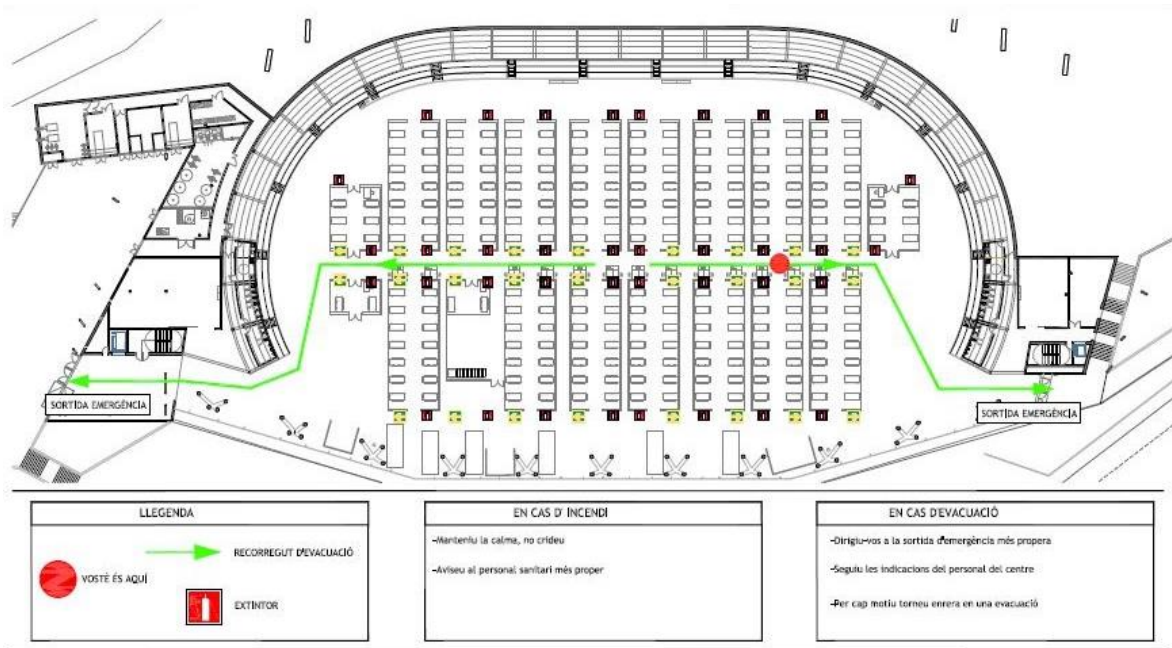 SORTIDA EMERGÈNCIA
SORTIDA EMERGÈNCIA
LLEGENDA
RECORREGUT D'EVACUACIÓ
VOSTÈ ÉS AQUÍ
EXTINTOR
EN CAS D' INCENDI
-Manteniu la calma, no crideu
-Aviseu al personal sanitari més proper
EN CAS D'EVACUACIÓ
-Dirigiu-vos a la sortida d'emergència més propera
-Seguiu les indicacions del personal del centre
-Per cap motiu torneu enrera en una evacuació